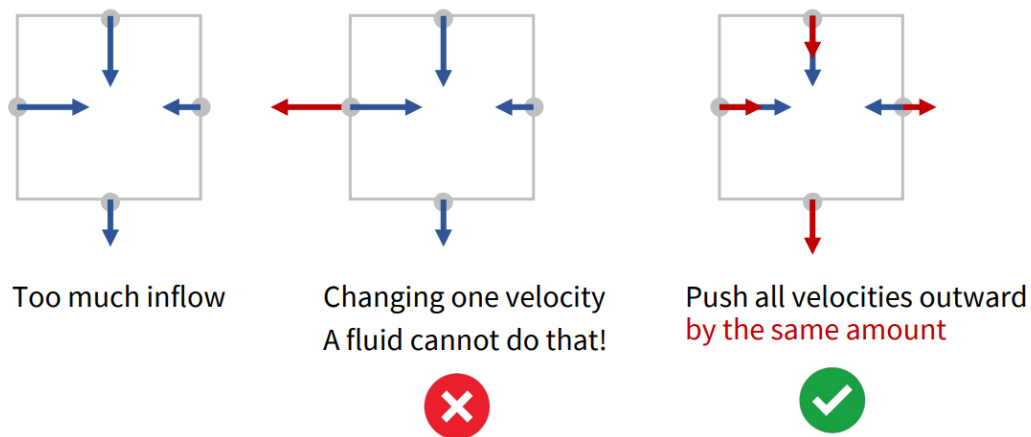 Too much inflow
Changing one velocity
A fluid cannot do that!
Push all velocities outward
by the same amount